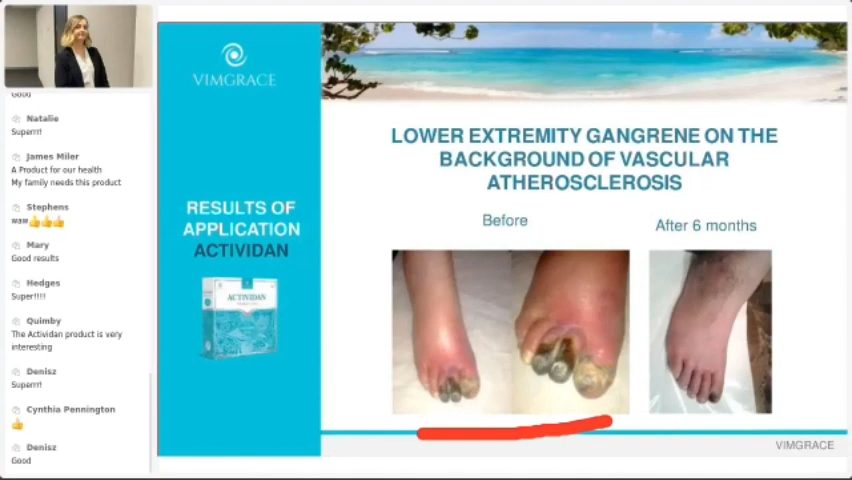 Good
Natalie
Superrr!
James Miler
A Product for our health
My family needs this product
Stephens
waw👍👍👍
Mary
Good results
Hedges
Super!!!!
Quimby
The Actividan product is very
interesting
Denisz
Superrr!
Cynthia Pennington
👍
Denisz
Good
VIMGRACE
RESULTS OF
APPLICATION
ACTIVIDAN
ACTIVIDAN
LOWER EXTREMITY GANGRENE ON THE
BACKGROUND OF VASCULAR
ATHEROSCLEROSIS
Before
After 6 months
VIMGRACE